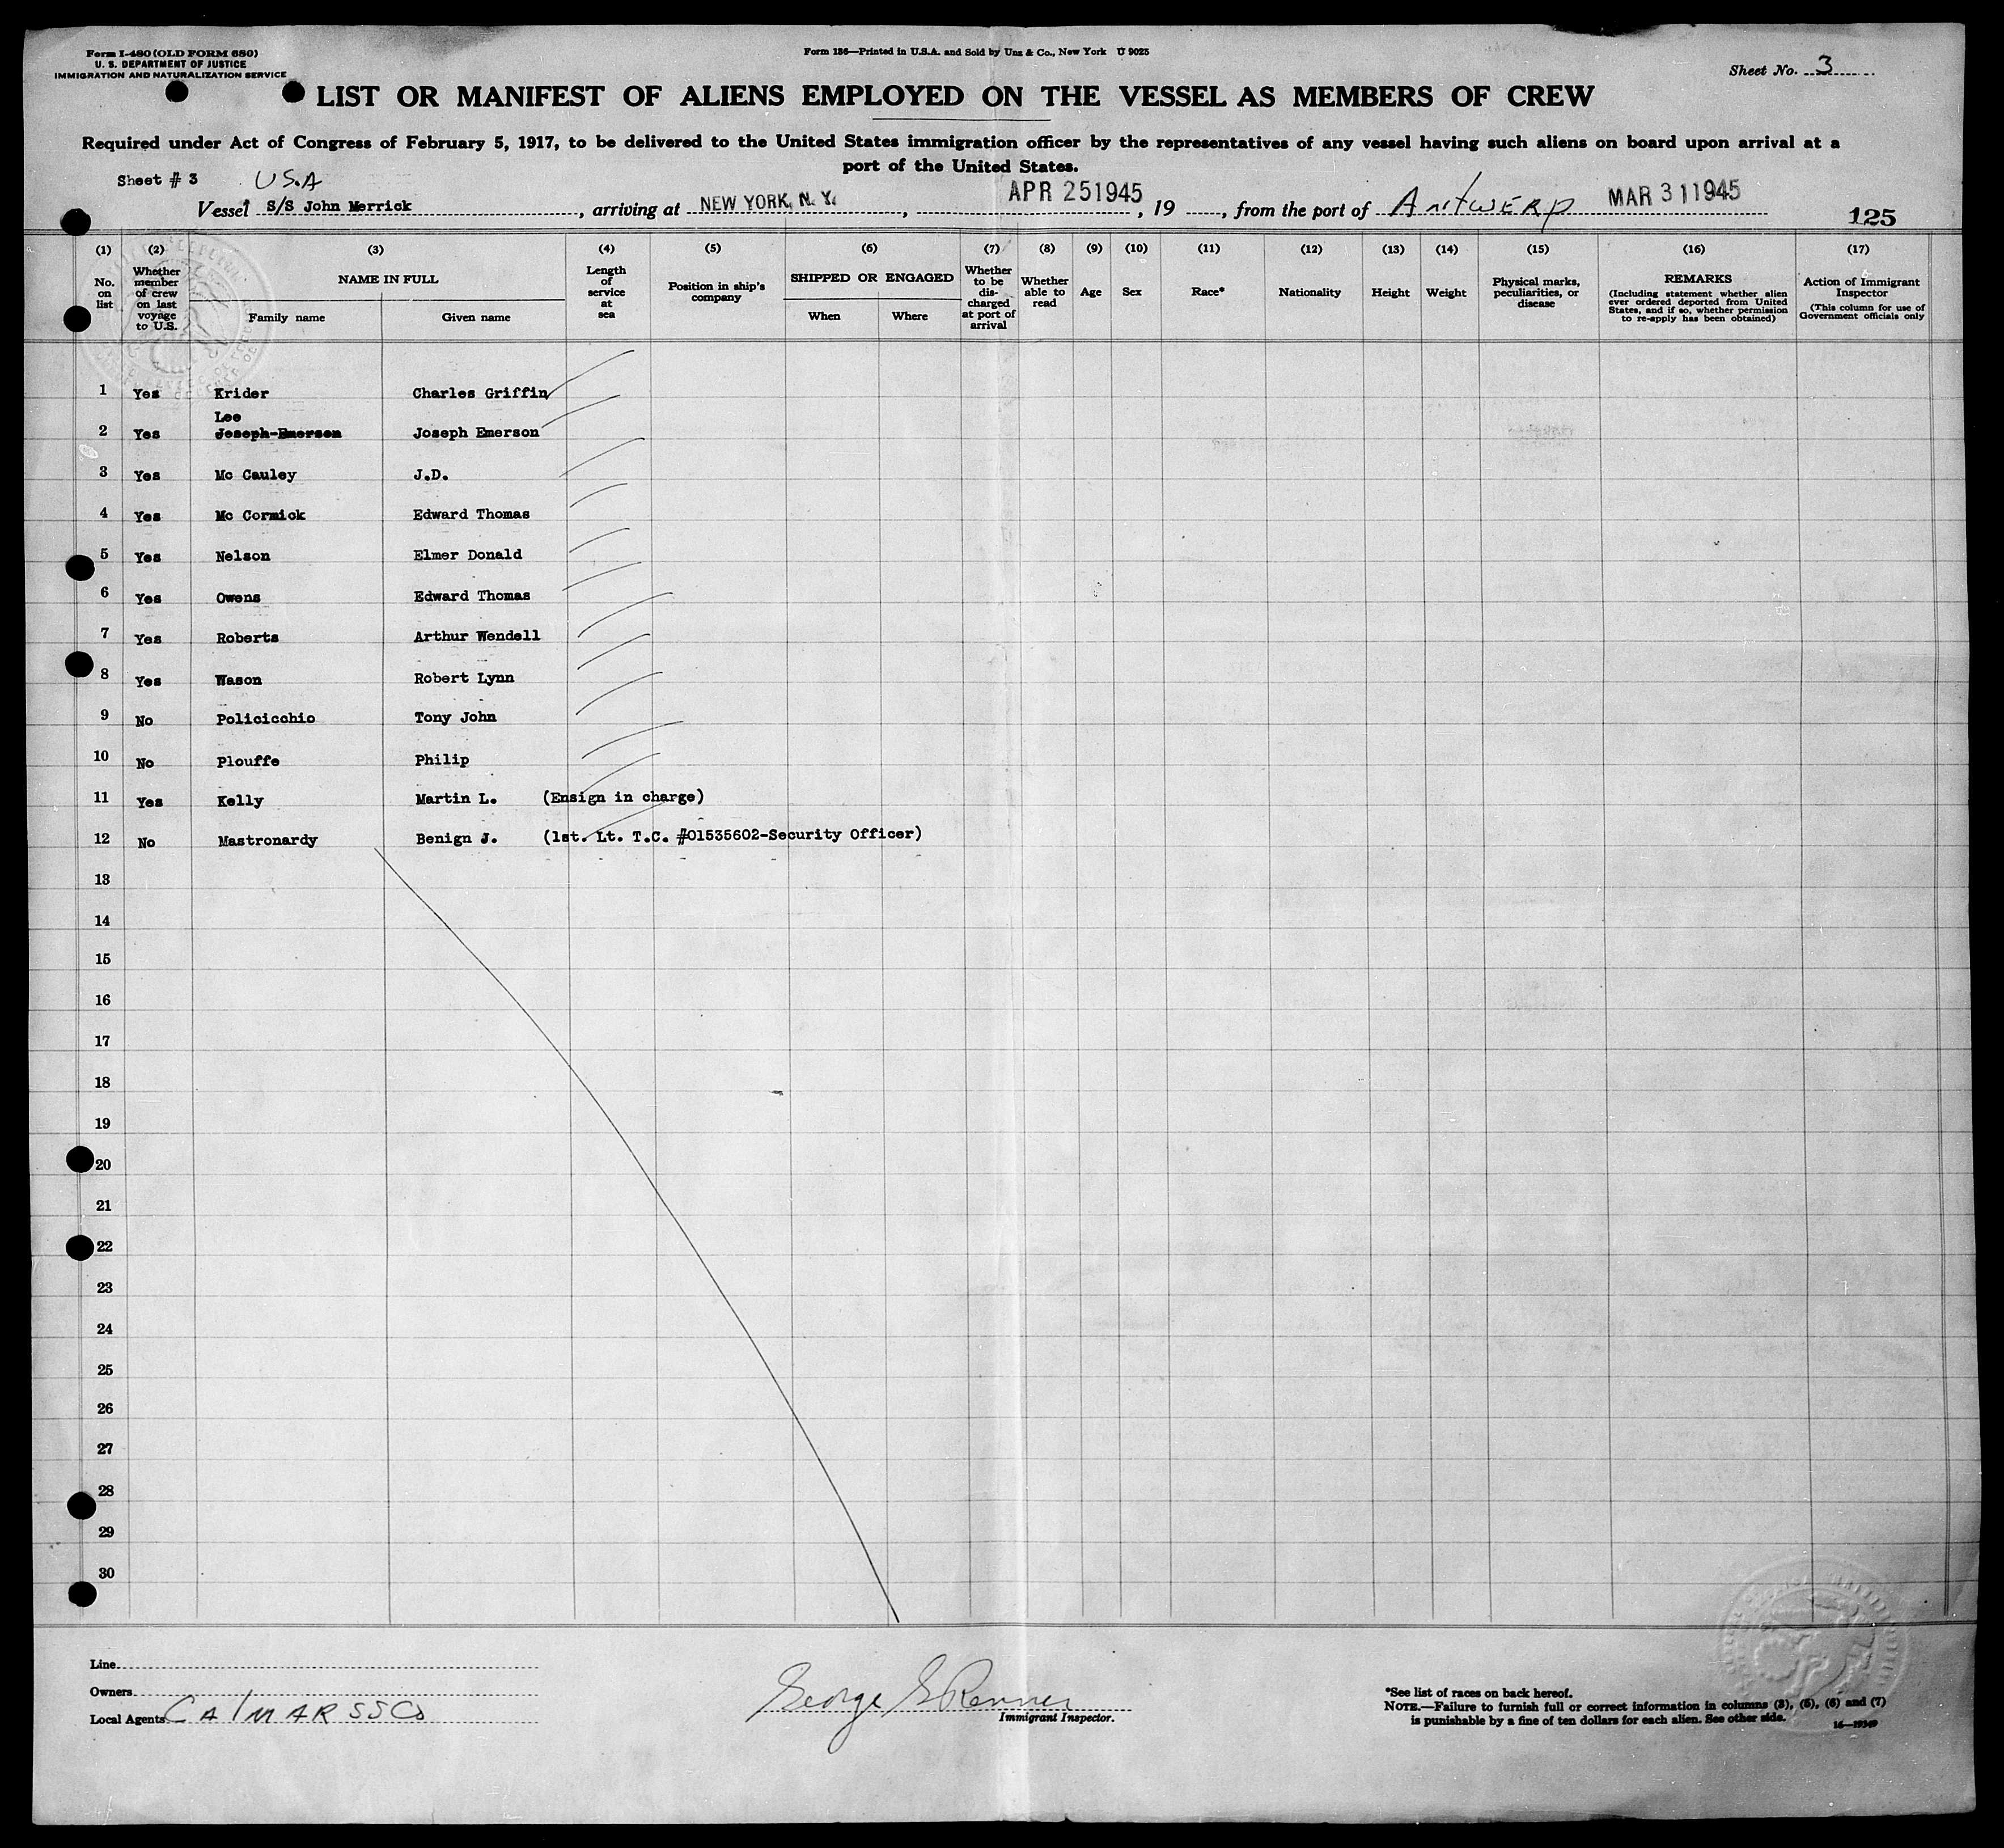 Form I-480 (OLD FORM 680)
U. S. DEPARTMENT OF JUSTICE
IMMIGRATION AND NATURALIZATION SERVICE
Form 186—Printed in U.S.A. and Sold by Unz & Co., New York U 9025
Sheet No. 3
LIST OR MANIFEST OF ALIENS EMPLOYED ON THE VESSEL AS MEMBERS OF CREW
Required under Act of Congress of February 5, 1917, to be delivered to the United States immigration officer by the representatives of any vessel having such aliens on board upon arrival at a
port of the United States.
Sheet # 3 USA
Vessel S/S John Merrick, arriving at NEW YORK, N. Y., APR 25 1945, 19 , from the port of Antwerp MAR 31 1945
125
(1) (2) (3) (4) (5) (6) (7) (8) (9) (10) (11) (12) (13) (14) (15) (16) (17)
No. on list
Whether member of crew on last voyage to U.S.
NAME IN FULL
Family name Given name
Length of service at sea
Position in ship's company
SHIPPED OR ENGAGED
When Where
Whether to be discharged at port of arrival
Whether able to read
Age
Sex
Race*
Nationality
Height
Weight
Physical marks, peculiarities, or disease
REMARKS
(Including statement whether alien ever ordered deported from United States, and if so, whether permission to re-apply has been obtained)
Action of Immigrant Inspector
(This column for use of Government officials only
1 Yes Krider Charles Griffin
Lee
2 Yes Joseph-Emerson Joseph Emerson
3 Yes Mc Cauley J.D.
4 Yes Mc Cormick Edward Thomas
5 Yes Nelson Elmer Donald
6 Yes Owens Edward Thomas
7 Yes Roberts Arthur Wendell
8 Yes Wason Robert Lynn
9 No Policicchio Tony John
10 No Plouffe Philip
11 Yes Kelly Martin L. (Ensign in charge)
12 No Mastronardy Benign J. (1st. Lt. T.C. #01535602-Security Officer)
13
14
15
16
17
18
19
20
21
22
23
24
25
26
27
28
29
30
Line
Owners
Local Agents CAlMAR SS Co
George S Renner
Immigrant Inspector.
*See list of races on back hereof.
NOTE.—Failure to furnish full or correct information in columns (3), (5), (6) and (7)
is punishable by a fine of ten dollars for each alien. See other side.